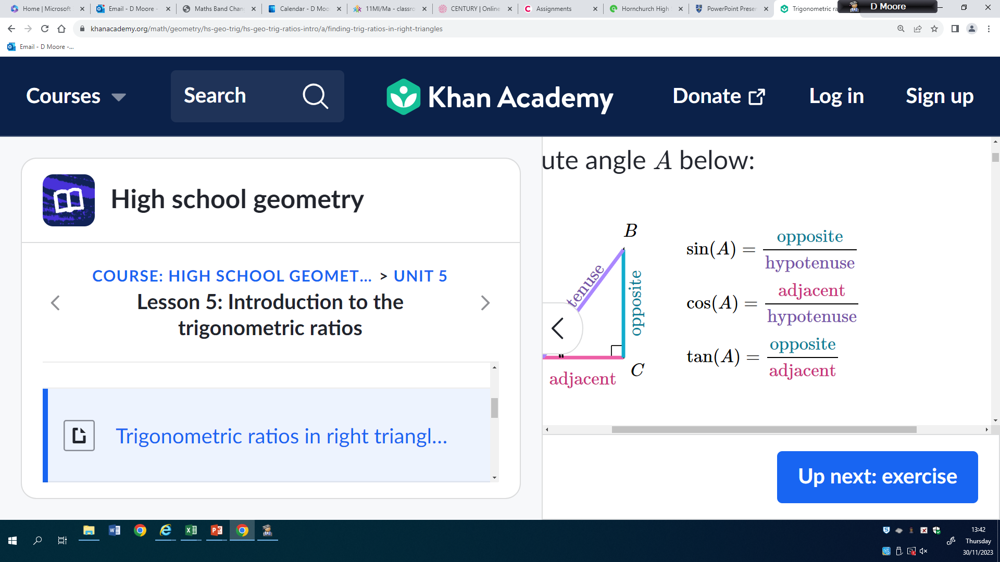 Home | Microsoft
Email - D Moore -
Maths Band Chan
Calendar - D Moo
11MI/Ma - classro
CENTURY | Online
Assignments
Hornchurch High
PowerPoint Preser
Trigonometric ra
D Moore
khanacademy.org/math/geometry/hs-geo-trig/hs-geo-trig-ratios-intro/a/finding-trig-ratios-in-right-triangles
Email - D Moore -...
Courses
Search
Khan Academy
Donate
Log in
Sign up
High school geometry
COURSE: HIGH SCHOOL GEOMET... > UNIT 5
Lesson 5: Introduction to the
trigonometric ratios
Trigonometric ratios in right triangl...
ute angle A below:
B
tenuse
opposite
adjacent
C
sin(A) = opposite / hypotenuse
cos(A) = adjacent / hypotenuse
tan(A) = opposite / adjacent
Up next: exercise
13:42
Thursday
30/11/2023